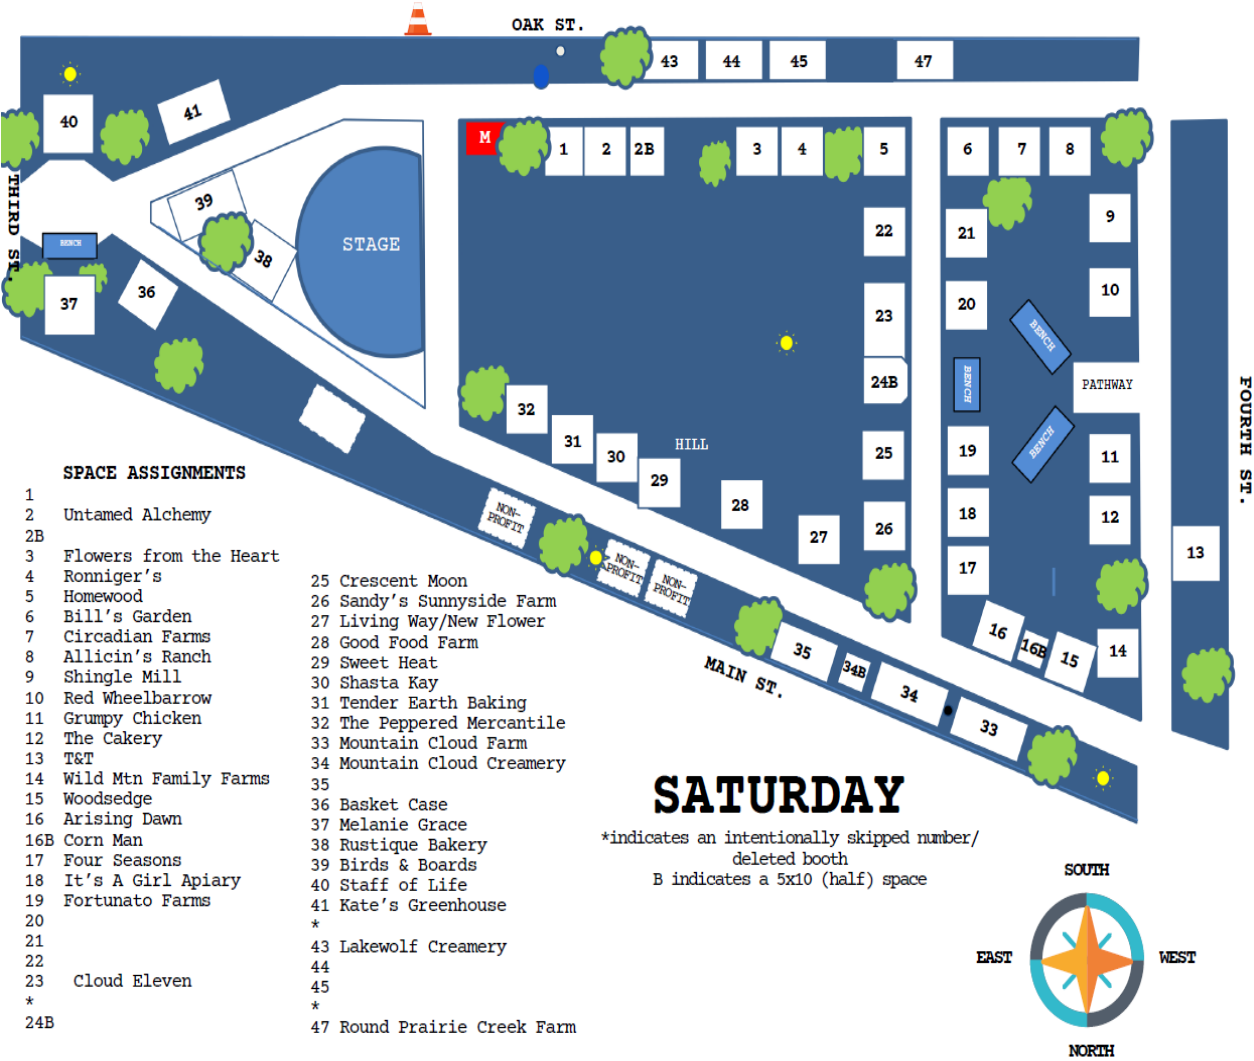 OAK ST.
43
44
45
47
40
41
M
1
2
2B
3
4
5
6
7
8
THIRD ST.
39
38
STAGE
BENCH
37
36
22
21
9
20
10
23
24B
BENCH
BENCH
PATHWAY
BENCH
FOURTH ST.
32
31
30
29
HILL
28
27
25
26
19
18
17
11
12
13
16
16B
15
14
NON-
PROFIT
NON-
PROFIT
NON-
PROFIT
35
34B
34
33
MAIN ST.
SPACE ASSIGNMENTS
1
2 Untamed Alchemy
2B
3 Flowers from the Heart
4 Ronniger's
5 Homewood
6 Bill's Garden
7 Circadian Farms
8 Allicin's Ranch
9 Shingle Mill
10 Red Wheelbarrow
11 Grumpy Chicken
12 The Cakery
13 T&T
14 Wild Mtn Family Farms
15 Woodsedge
16 Arising Dawn
16B Corn Man
17 Four Seasons
18 It's A Girl Apiary
19 Fortunato Farms
20
21
22
23 Cloud Eleven
*
24B
25 Crescent Moon
26 Sandy's Sunnyside Farm
27 Living Way/New Flower
28 Good Food Farm
29 Sweet Heat
30 Shasta Kay
31 Tender Earth Baking
32 The Peppered Mercantile
33 Mountain Cloud Farm
34 Mountain Cloud Creamery
35
36 Basket Case
37 Melanie Grace
38 Rustique Bakery
39 Birds & Boards
40 Staff of Life
41 Kate's Greenhouse
*
43 Lakewolf Creamery
44
45
*
47 Round Prairie Creek Farm
SATURDAY
*indicates an intentionally skipped number/
deleted booth
B indicates a 5x10 (half) space
SOUTH
EAST
WEST
NORTH